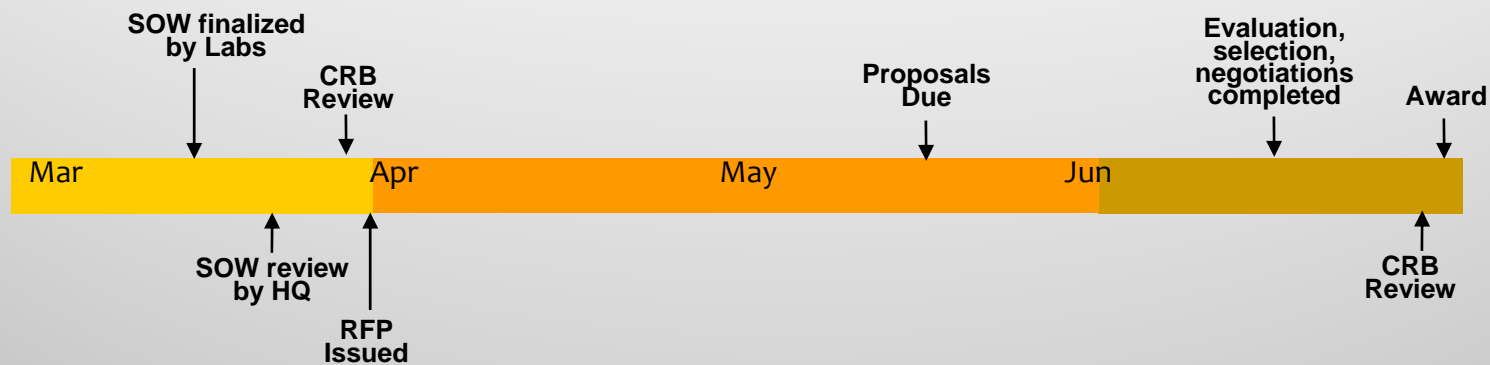 SOW finalized
by Labs
CRB
Review
Proposals
Due
Evaluation,
selection,
negotiations
completed
Award
Mar
Apr
May
Jun
SOW review
by HQ
RFP
Issued
CRB
Review